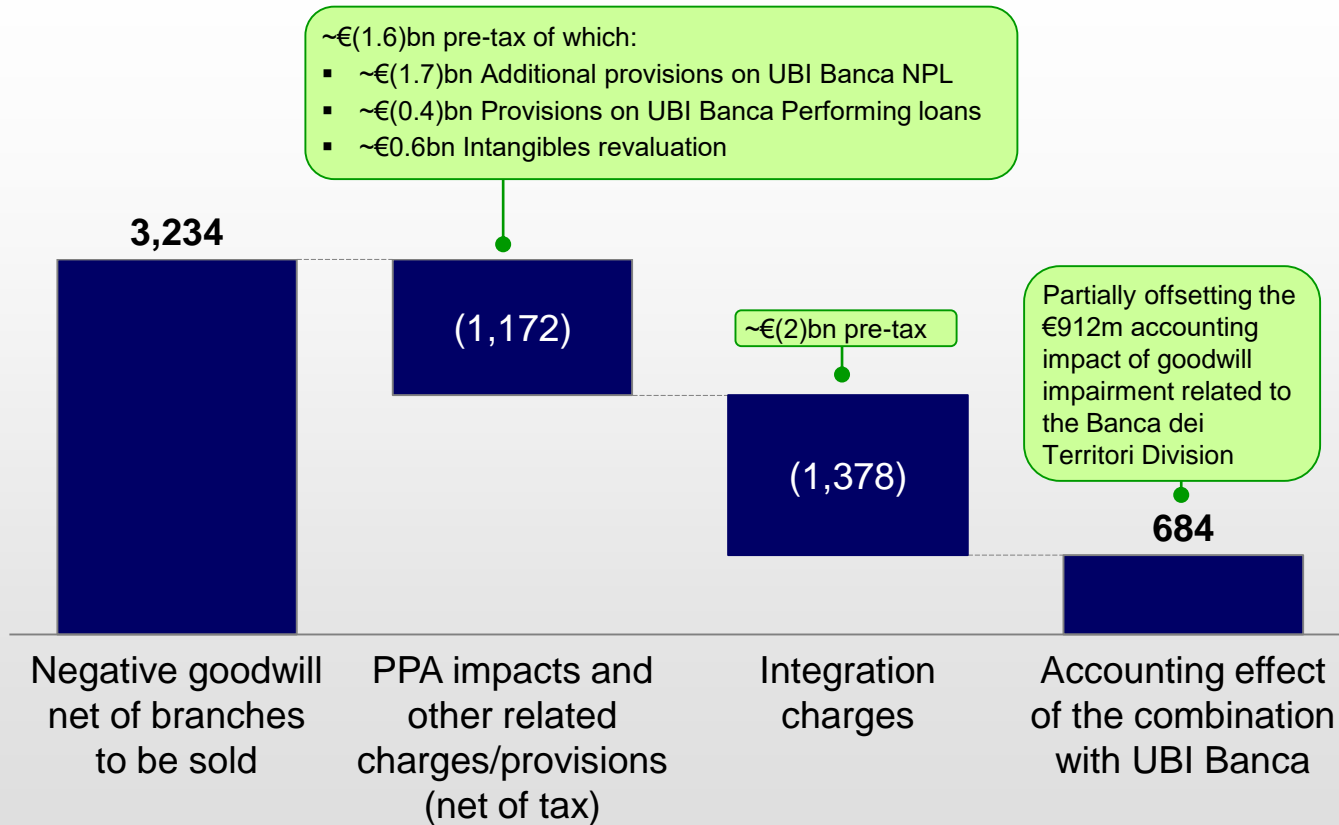 ~€(1.6)bn pre-tax of which:
▪ ~€(1.7)bn Additional provisions on UBI Banca NPL
▪ ~€(0.4)bn Provisions on UBI Banca Performing loans
▪ ~€0.6bn Intangibles revaluation
3,234
(1,172)
~€(2)bn pre-tax
(1,378)
Partially offsetting the
€912m accounting
impact of goodwill
impairment related to
the Banca dei
Territori Division
684
Negative goodwill
net of branches
to be sold
PPA impacts and
other related
charges/provisions
(net of tax)
Integration
charges
Accounting effect
of the combination
with UBI Banca